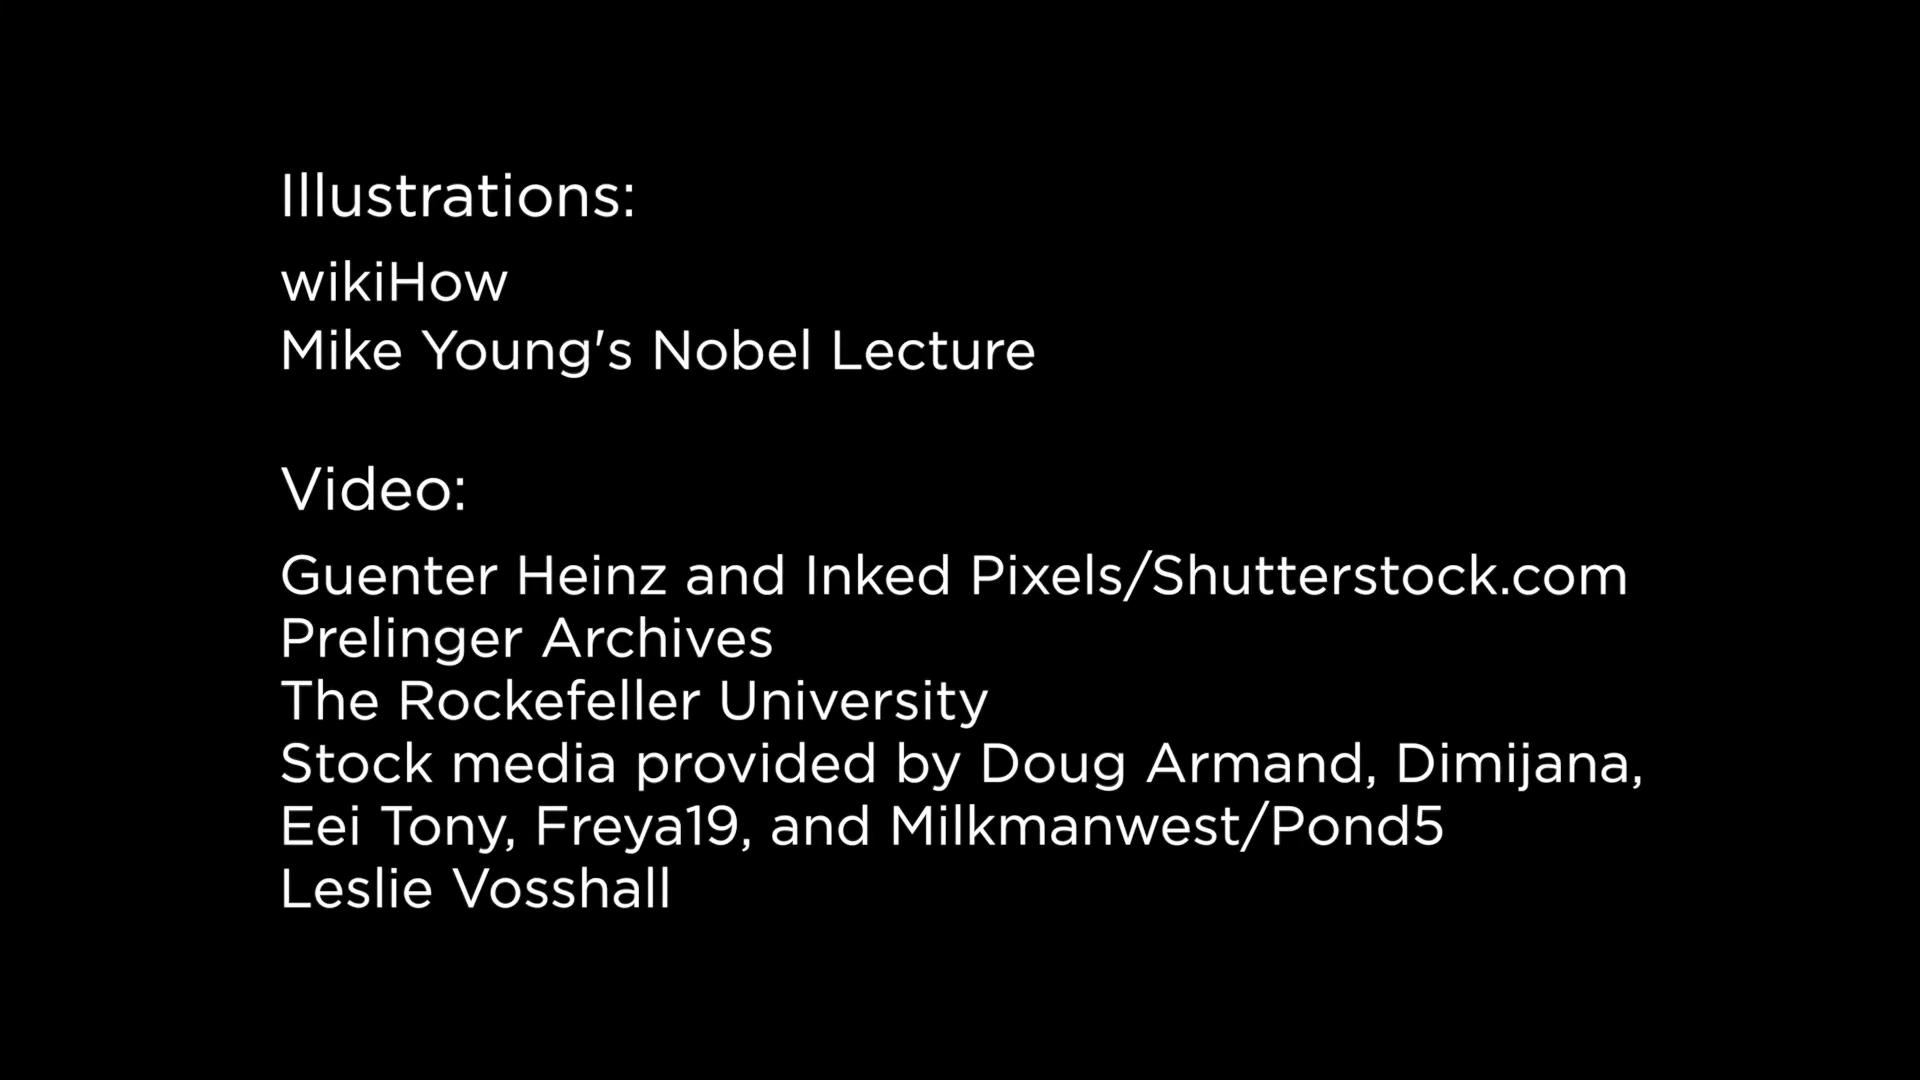 Illustrations:
wikiHow
Mike Young's Nobel Lecture
Video:
Guenter Heinz and Inked Pixels/Shutterstock.com
Prelinger Archives
The Rockefeller University
Stock media provided by Doug Armand, Dimijana,
Eei Tony, Freya19, and Milkmanwest/Pond5
Leslie Vosshall